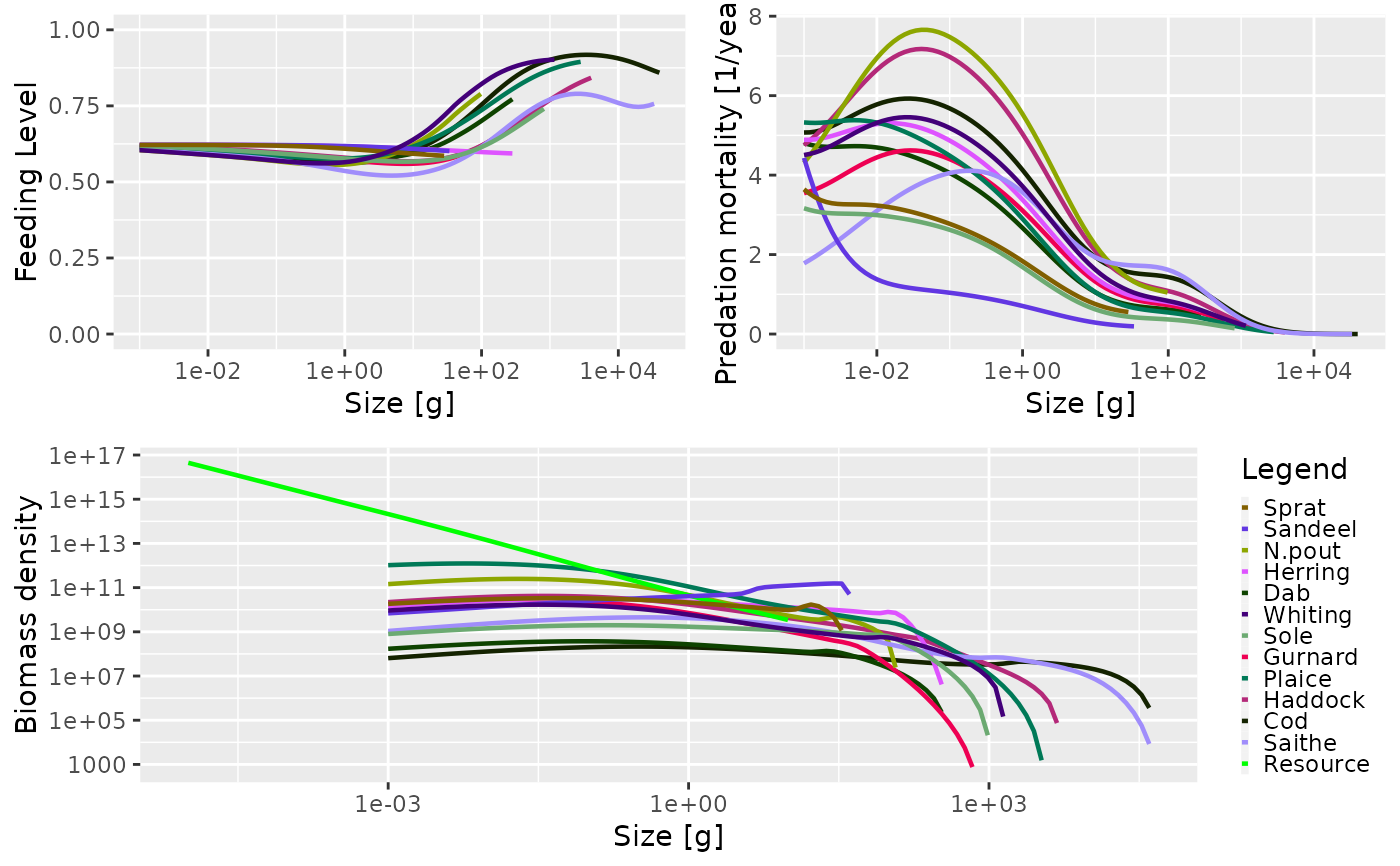 1.00
0.75
0.50
0.25
0.00
Feeding Level
1e-02 1e+00 1e+02 1e+04
Size [g]
8
6
4
2
0
Predation mortality [1/yea
1e-02 1e+00 1e+02 1e+04
Size [g]
1e+17
1e+15
1e+13
1e+11
1e+09
1e+07
1e+05
1000
Biomass density
1e-03 1e+00 1e+03
Size [g]
Legend
Sprat
Sandeel
N.pout
Herring
Dab
Whiting
Sole
Gurnard
Plaice
Haddock
Cod
Saithe
Resource